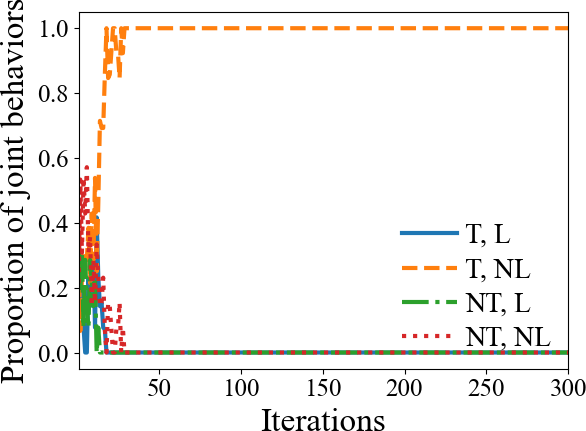 Proportion of joint behaviors
1.0
0.8
0.6
0.4
0.2
0.0
T, L
T, NL
NT, L
NT, NL
50 100 150 200 250 300
Iterations